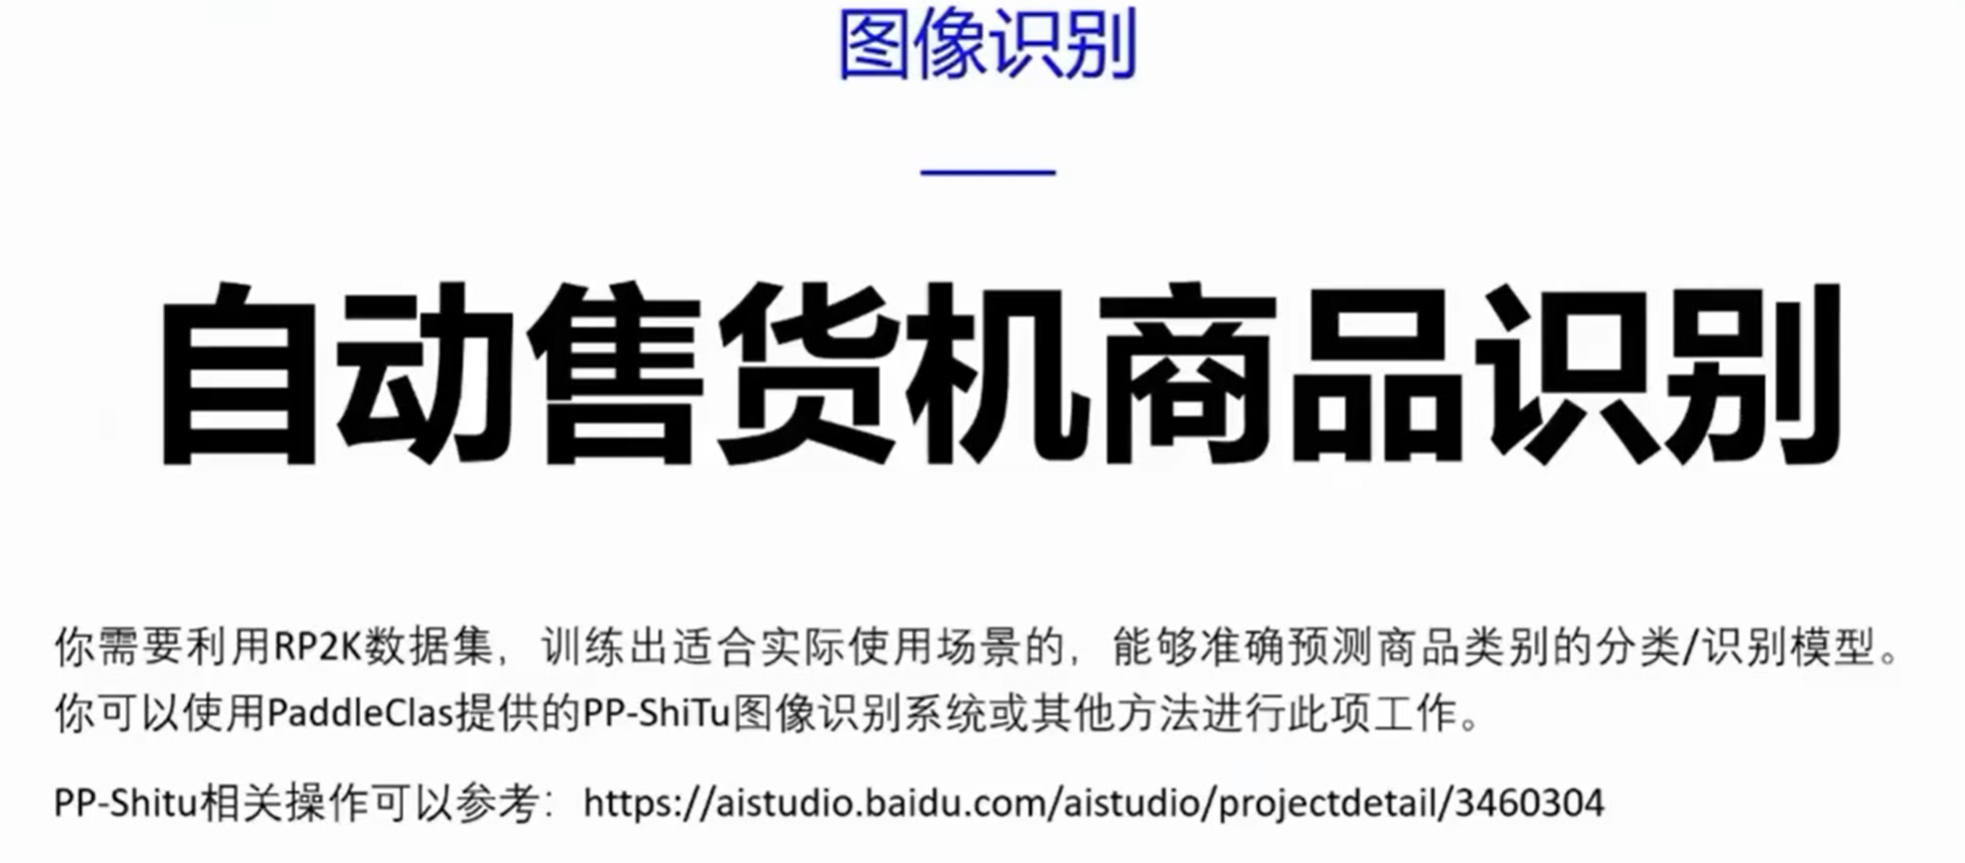 图像识别
自动售货机商品识别
你需要利用RP2K数据集，训练出适合实际使用场景的，能够准确预测商品类别的分类/识别模型。
你可以使用PaddleClas提供的PP-ShiTu图像识别系统或其他方法进行此项工作。
PP-Shitu相关操作可以参考：https://aistudio.baidu.com/aistudio/projectdetail/3460304